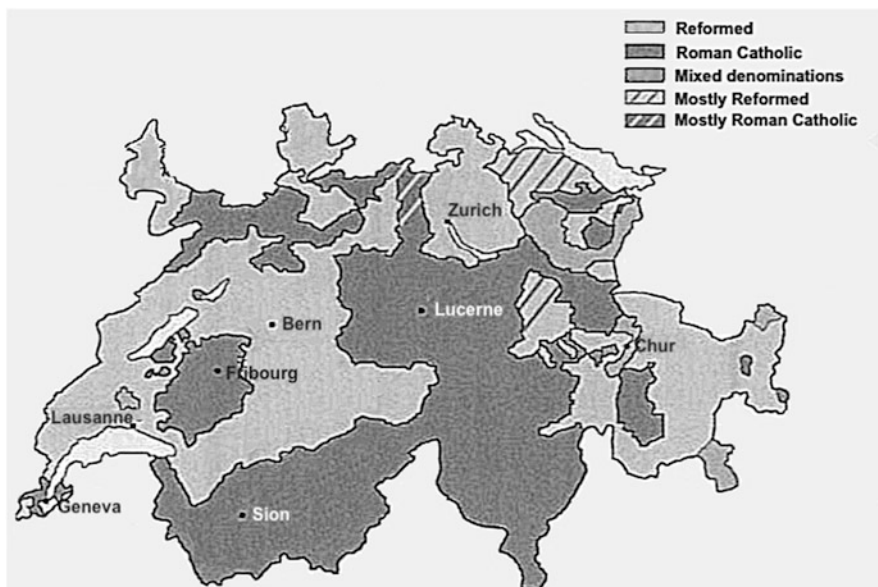 Reformed
Roman Catholic
Mixed denominations
Mostly Reformed
Mostly Roman Catholic
Zurich
Bern
Lucerne
Chur
Fribourg
Lausanne
Geneva
Sion